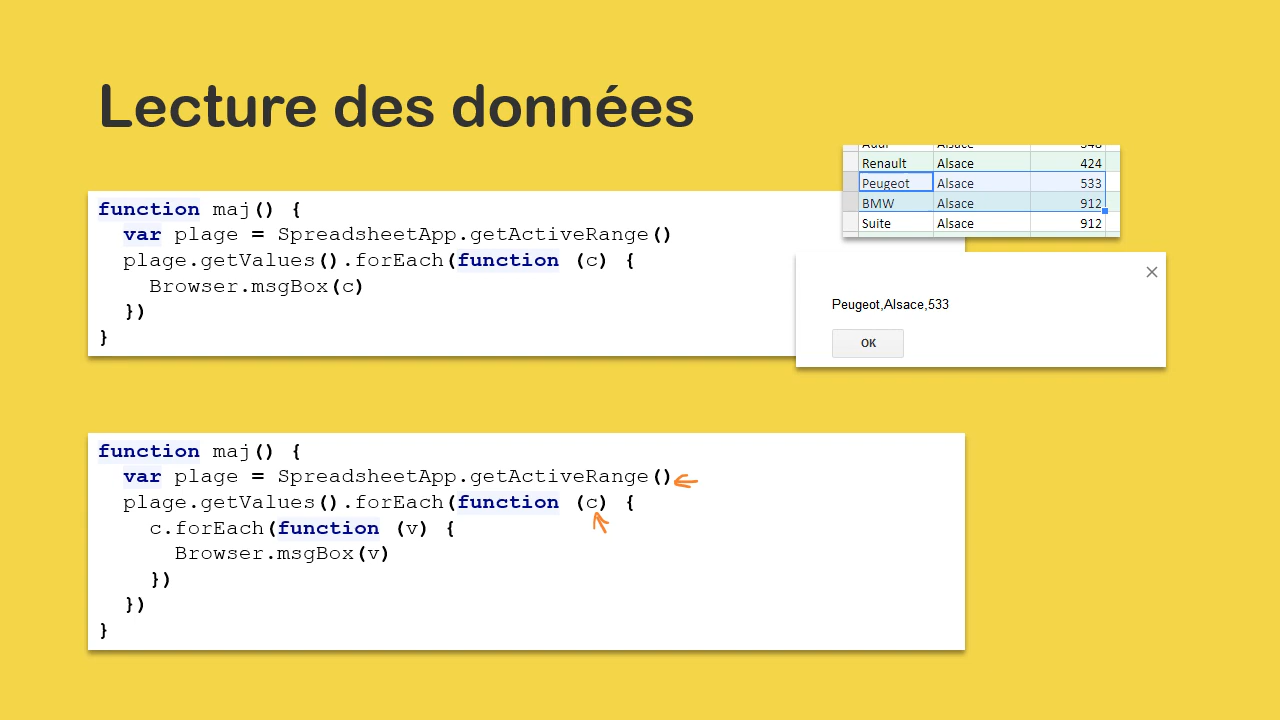 Lecture des données
function maj() {
var plage = SpreadsheetApp.getActiveRange()
plage.getValues().forEach(function (c) {
Browser.msgBox(c)
})
}
Renault Alsace 424
Peugeot Alsace 533
BMW Alsace 912
Suite Alsace 912
Peugeot,Alsace,533
OK
function maj() {
var plage = SpreadsheetApp.getActiveRange()
plage.getValues().forEach(function (c) {
c.forEach(function (v) {
Browser.msgBox(v)
})
})
}